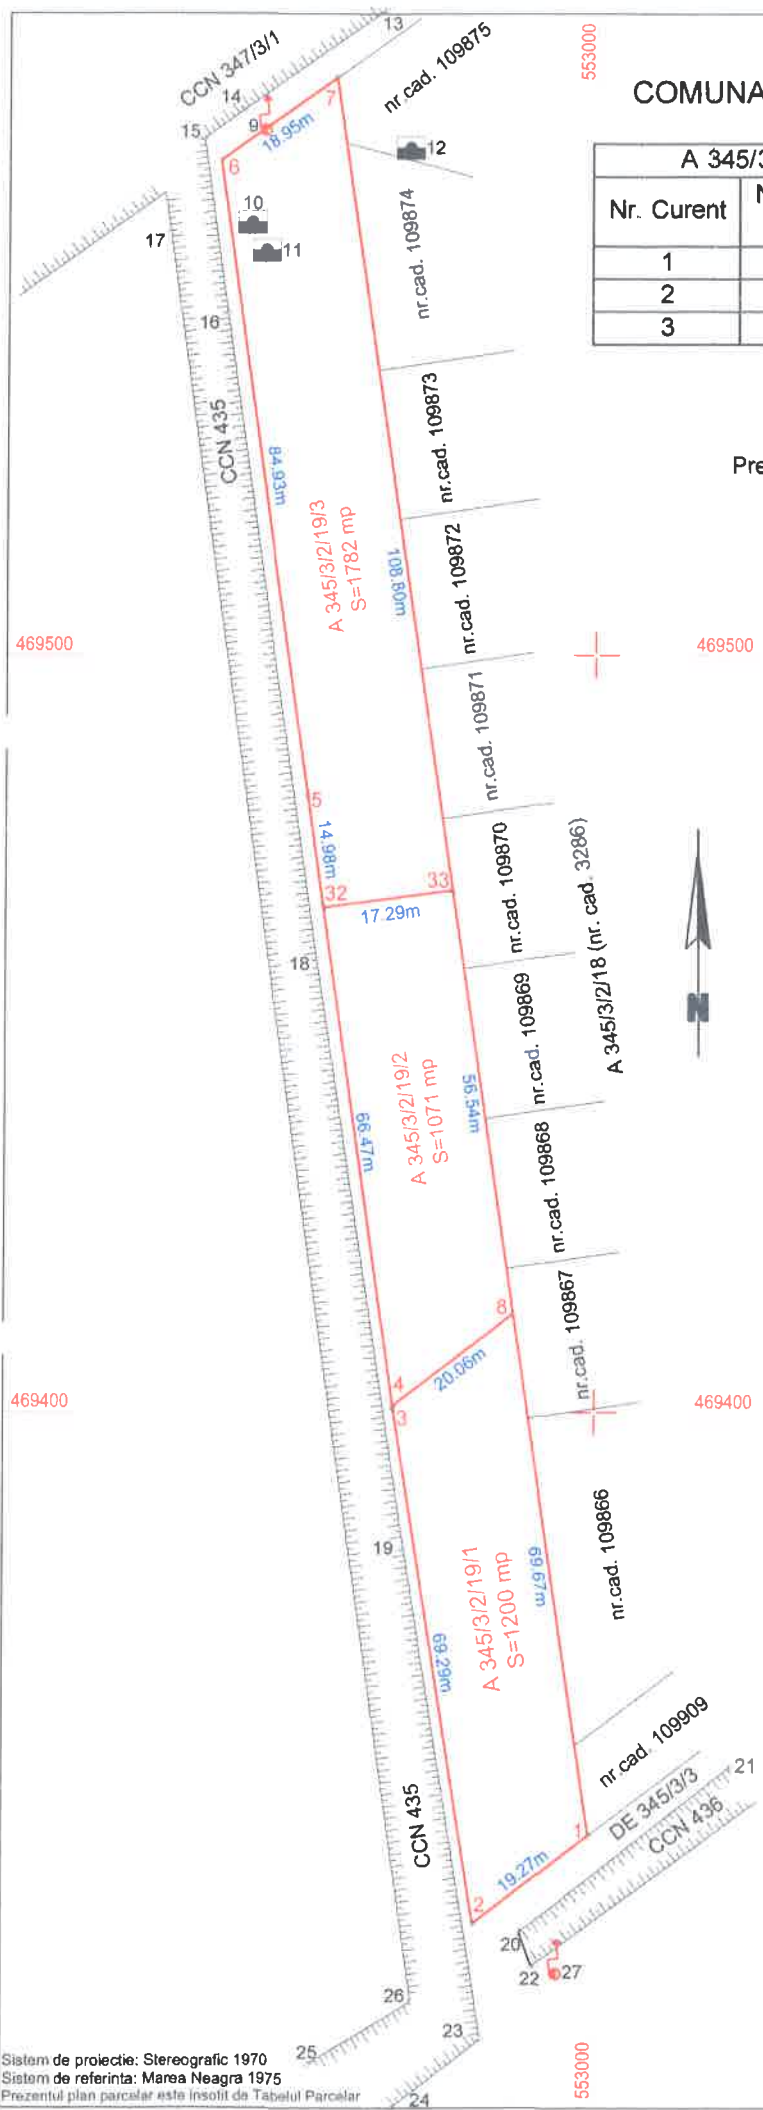 13
553000
CCN 347/3/1
nr.cad. 109875
COMUNA
14
7
15
9
18.95m
12
A 345/3
6
Nr. Curent
10
nr.cad. 109874
17
11
1
2
16
3
nr.cad. 109873
CCN 435
84.93m
A 345/3/2/19/3
S=1782 mp
108.80m
nr.cad. 109872
469500
469500
nr.cad. 109871
5
14.98m
nr.cad. 109870
A 345/3/2/18 (nr. cad. 3286)
32
33
17.29m
18
nr.cad. 109869
N
A 345/3/2/19/2
S=1071 mp
56.54m
66.47m
nr.cad. 109868
nr.cad. 109867
8
20.06m
4
3
469400
469400
nr.cad. 109866
19
A 345/3/2/19/1
S=1200 mp
69.67m
69.29m
nr.cad. 109909
21
DE 345/3/3
CCN 436
CCN 435
1
19.27m
2
20
22
27
26
23
25
553000
24
Sistem de proiectie: Stereografic 1970
Sistem de referinta: Marea Neagra 1975
Prezentul plan parcelar este insotit de Tabelul Parcelar